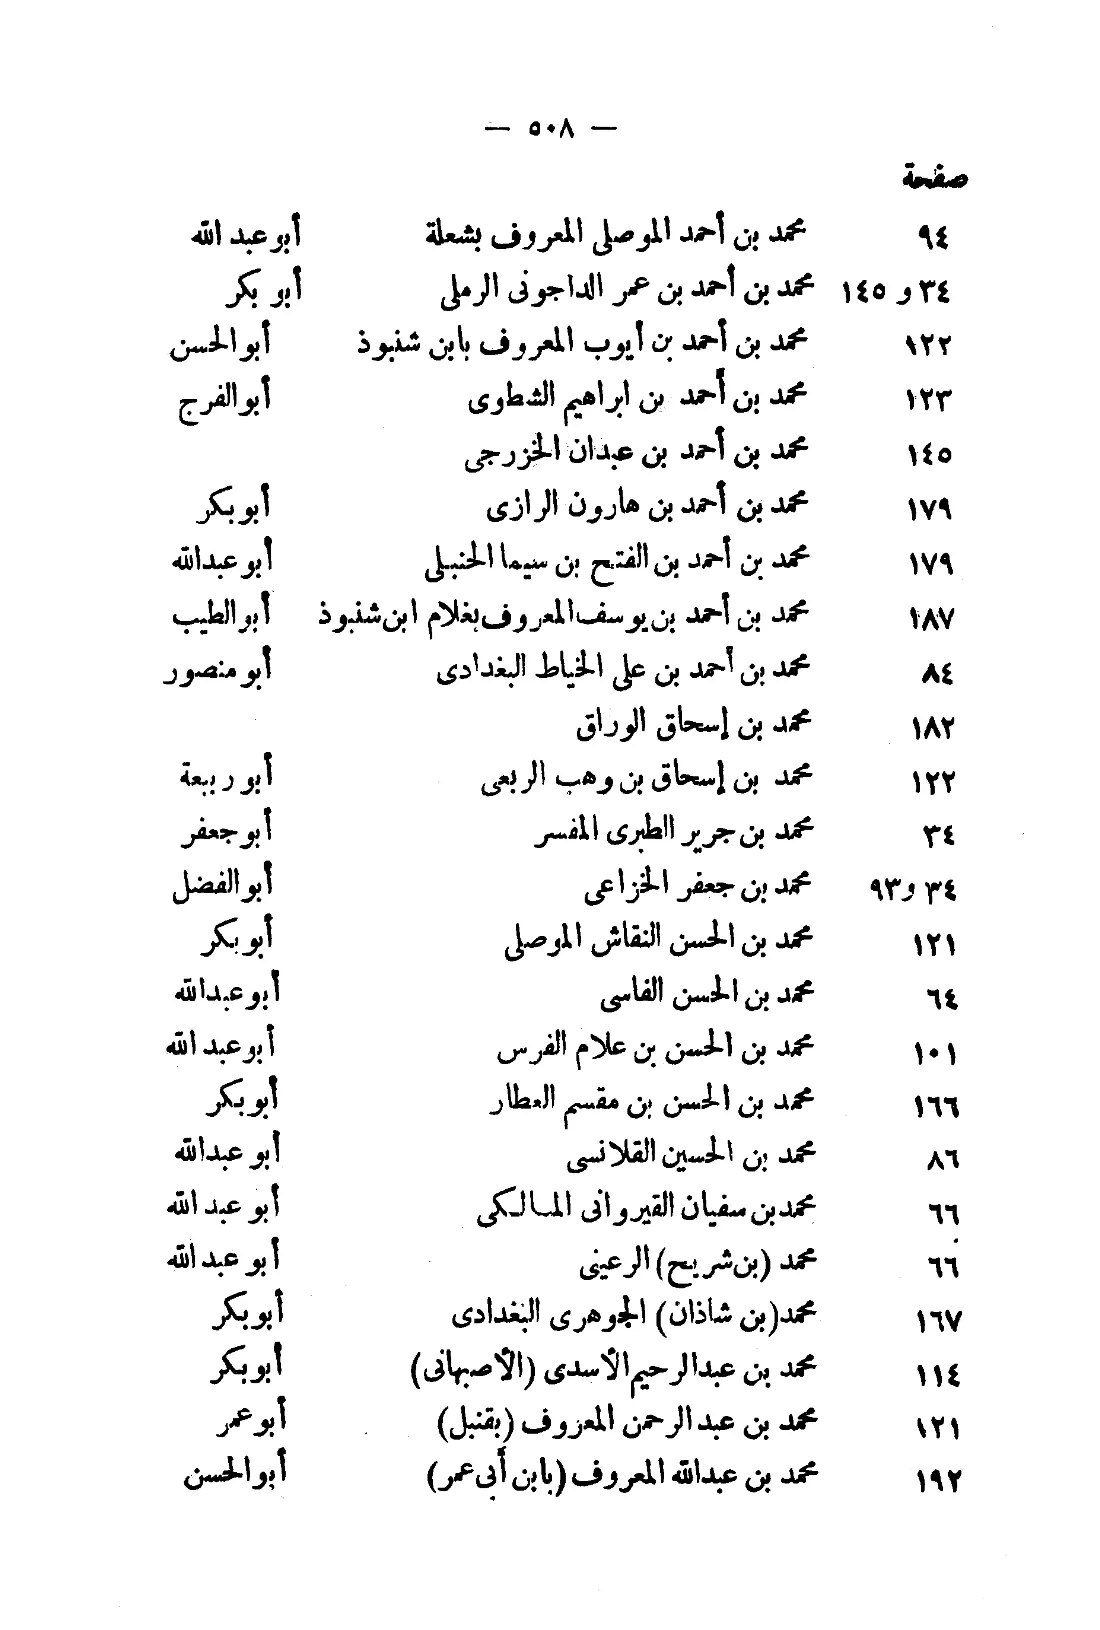 — ٥٠٨ —
صفحة
٩٤ محمد بن أحمد الموصلى المعروف بشعلة أبو عبد الله
٣٤ و ١٤٥ محمد بن أحمد بن عمر الداجونى الرملى أبو بكر
١٢٢ محمد بن أحمد بن أيوب المعروف بابن شنبوذ أبو الحسن
١٢٣ محمد بن أحمد بن ابراهيم الشطوى أبو الفرج
١٤٥ محمد بن أحمد بن عبدان الخزرجى
١٧٩ محمد بن أحمد بن هارون الرازى أبو بكر
١٧٩ محمد بن أحمد بن الفتح بن سيما الحنبلى أبو عبدالله
١٨٧ محمد بن أحمد بن يوسف المعروف بغلام ابن شنبوذ أبو الطيب
٨٤ محمد بن أحمد بن على الخياط البغدادى أبو منصور
١٨٢ محمد بن إسحاق الوراق
١٢٢ محمد بن إسحاق بن وهب الربعى أبو ربيعة
٣٤ محمد بن جرير الطبرى المفسر أبو جعفر
٣٤ و٩٣ محمد بن جعفر الخزاعى أبو الفضل
١٢١ محمد بن الحسن النقاش الموصلى أبو بكر
٦٤ محمد بن الحسن الفاسى أبو عبدالله
١٠١ محمد بن الحسن بن علام الفرس أبو عبد الله
١٦٦ محمد بن الحسن بن مقسم العطار أبو بكر
٨٦ محمد بن الحسين القلانسى أبو عبدالله
٦٦ محمد بن سفيان القيروانى المالكى أبو عبد الله
٦٦ محمد (بن شريح) الرعينى أبو عبد الله
١٦٧ محمد (بن شاذان) الجوهرى البغدادى أبو بكر
١١٤ محمد بن عبدالرحيم الأسدى (الأصبهانى) أبو بكر
١٢١ محمد بن عبد الرحمن المعروف (بقنبل) أبو عمر
١٩٢ محمد بن عبدالله المعروف (بابن أبى عمر) أبو الحسن